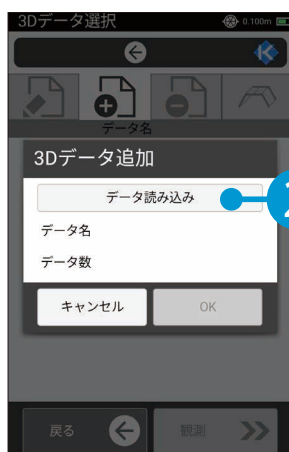 3Dデータ選択 0.100m
データ名
3Dデータ追加
データ読み込み
データ名
データ数
キャンセル OK
戻る 観測